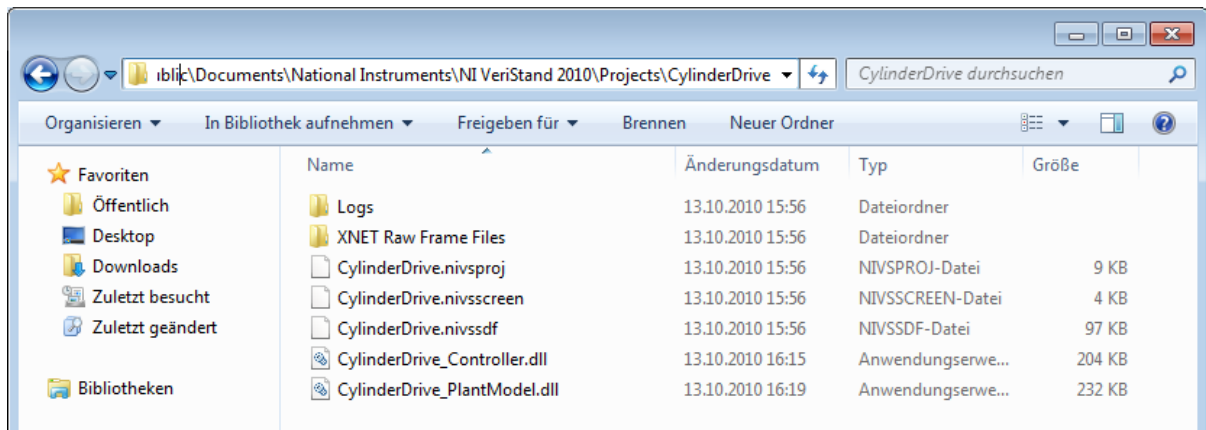 ıblic\Documents\National Instruments\NI VeriStand 2010\Projects\CylinderDrive
CylinderDrive durchsuchen
Organisieren In Bibliothek aufnehmen Freigeben für Brennen Neuer Ordner
Favoriten
Öffentlich
Desktop
Downloads
Zuletzt besucht
Zuletzt geändert
Bibliotheken
Name Änderungsdatum Typ Größe
Logs 13.10.2010 15:56 Dateiordner
XNET Raw Frame Files 13.10.2010 15:56 Dateiordner
CylinderDrive.nivsproj 13.10.2010 15:56 NIVSPROJ-Datei 9 KB
CylinderDrive.nivsscreen 13.10.2010 15:56 NIVSSCREEN-Datei 4 KB
CylinderDrive.nivssdf 13.10.2010 15:56 NIVSSDF-Datei 97 KB
CylinderDrive_Controller.dll 13.10.2010 16:15 Anwendungserwe... 204 KB
CylinderDrive_PlantModel.dll 13.10.2010 16:19 Anwendungserwe... 232 KB